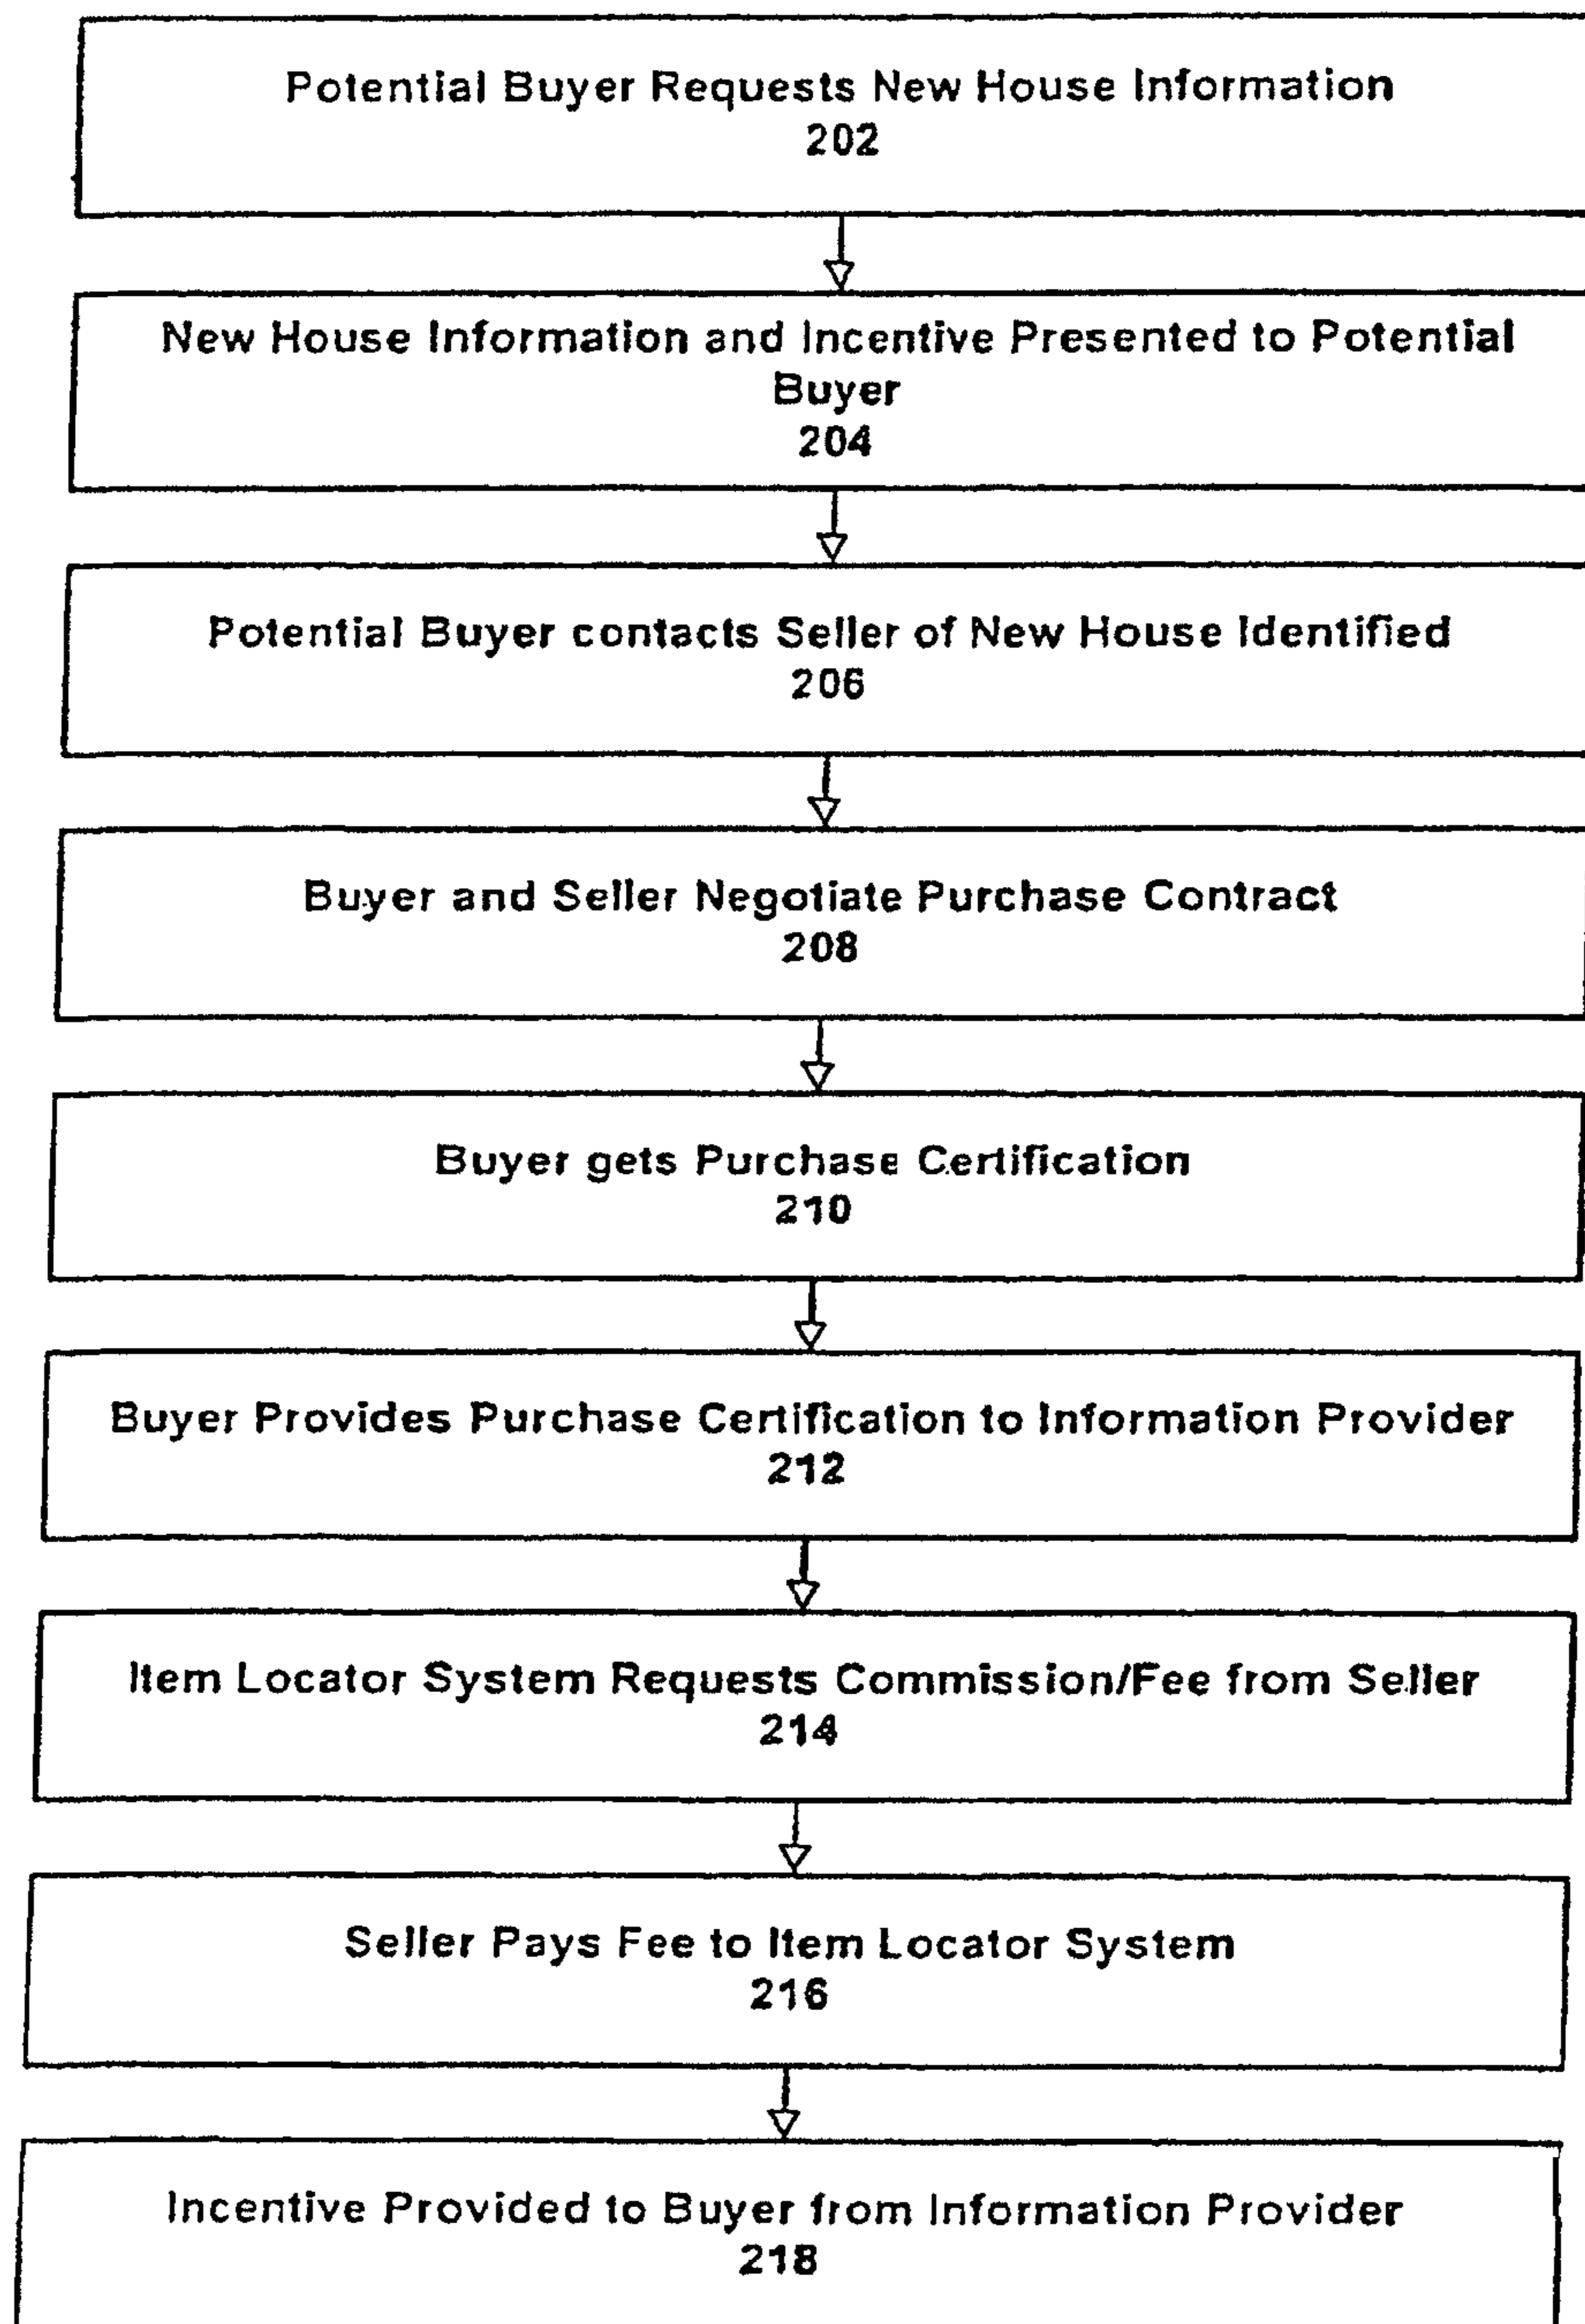 Potential Buyer Requests New House Information
202
New House Information and Incentive Presented to Potential
Buyer
204
Potential Buyer contacts Seller of New House Identified
206
Buyer and Seller Negotiate Purchase Contract
208
Buyer gets Purchase Certification
210
Buyer Provides Purchase Certification to Information Provider
212
Item Locator System Requests Commission/Fee from Seller
214
Seller Pays Fee to Item Locator System
216
Incentive Provided to Buyer from Information Provider
218